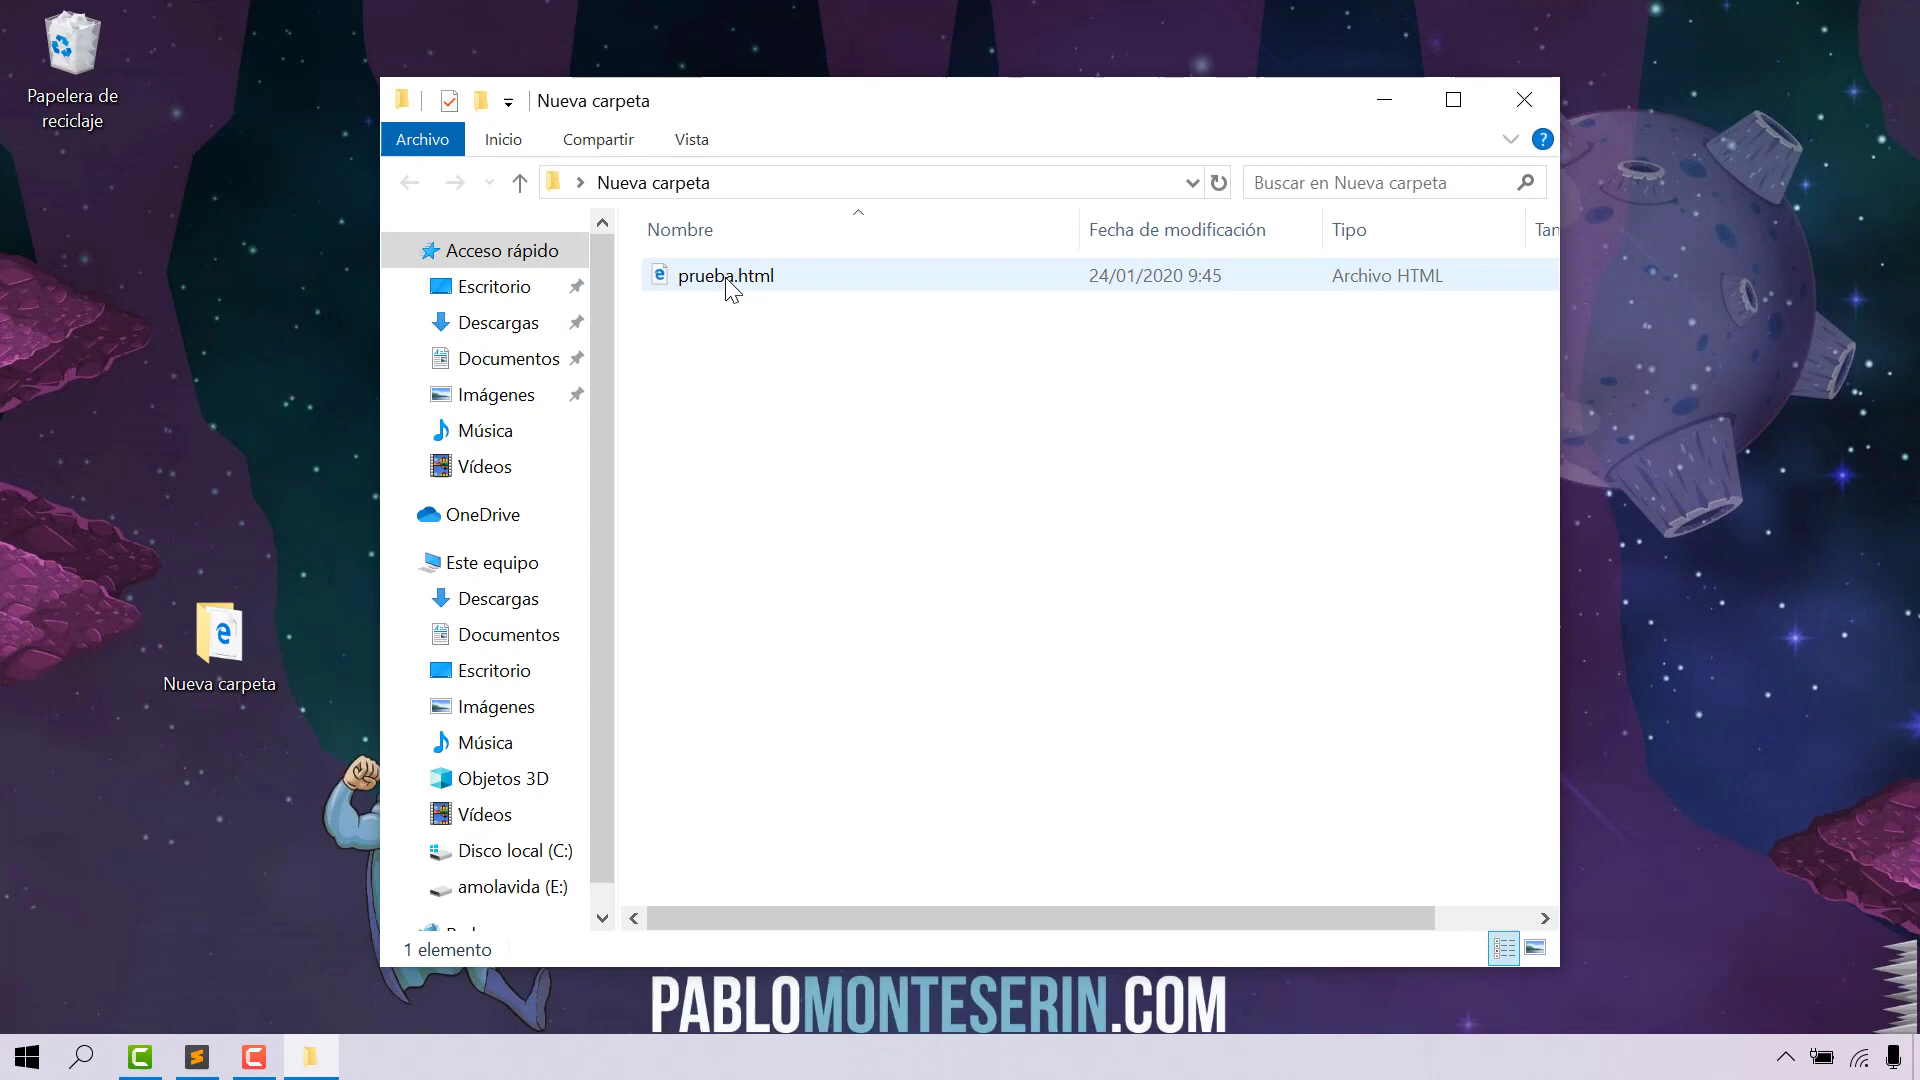 Papelera de
reciclaje
Nueva carpeta
Nueva carpeta
Archivo
Inicio
Compartir
Vista
?
Nueva carpeta
Buscar en Nueva carpeta
Nombre
Fecha de modificación
Tipo
prueba.html
24/01/2020 9:45
Archivo HTML
Acceso rápido
Escritorio
Descargas
Documentos
Imágenes
Música
Vídeos
OneDrive
Este equipo
Descargas
Documentos
Escritorio
Imágenes
Música
Objetos 3D
Vídeos
Disco local (C:)
amolavida (E:)
1 elemento
PABLOMONTESERIN.COM